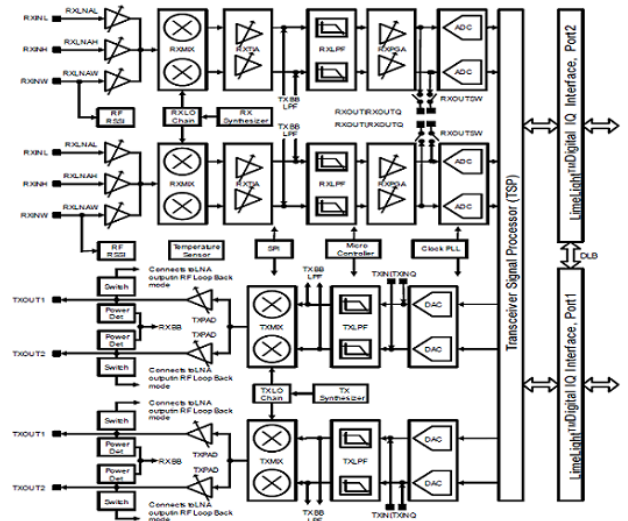 RXINL RXLNAL
RXINH RXLNAH
RXINW RXLNAW
RF RSSI
RXMIX
RXTIA
RXLPF
RXPGA
ADC
ADC
TXBB LPF
RXLO Chain
RX Synthesizer
RXOUTSW
RXOUTI RXOUTQ
RXOUTI RXOUTQ
RXOUTSW
TXBB LPF
RXINL RXLNAL
RXINH RXLNAH
RXINW RXLNAW
RXMIX
RXTIA
RXLPF
RXPGA
ADC
ADC
RF RSSI
Temperature Sensor
SPI
Micro Controller
Clock PLL
Connects to LNA output in RF Loop Back mode
TXOUT1
Switch
Power Det
Power Det
RXBB
TXPAD
TXOUT2
Switch
Connects to LNA output in RF Loop Back mode
TXMIX
TXBB LPF
TXLPF
TXINI TXINQ
DAC
DAC
TXLO Chain
TX Synthesizer
Connects to LNA output in RF Loop Back mode
TXOUT1
Switch
Power Det
Power Det
RXBB
TXPAD
TXOUT2
Switch
Connects to LNA output in RF Loop Back mode
TXMIX
TXBB LPF
TXLPF
TXINI TXINQ
DAC
DAC
Transceiver Signal Processor (TSP)
LimeLight™Digital IQ Interface, Port2
DLB
LimeLight™Digital IQ Interface, Port1